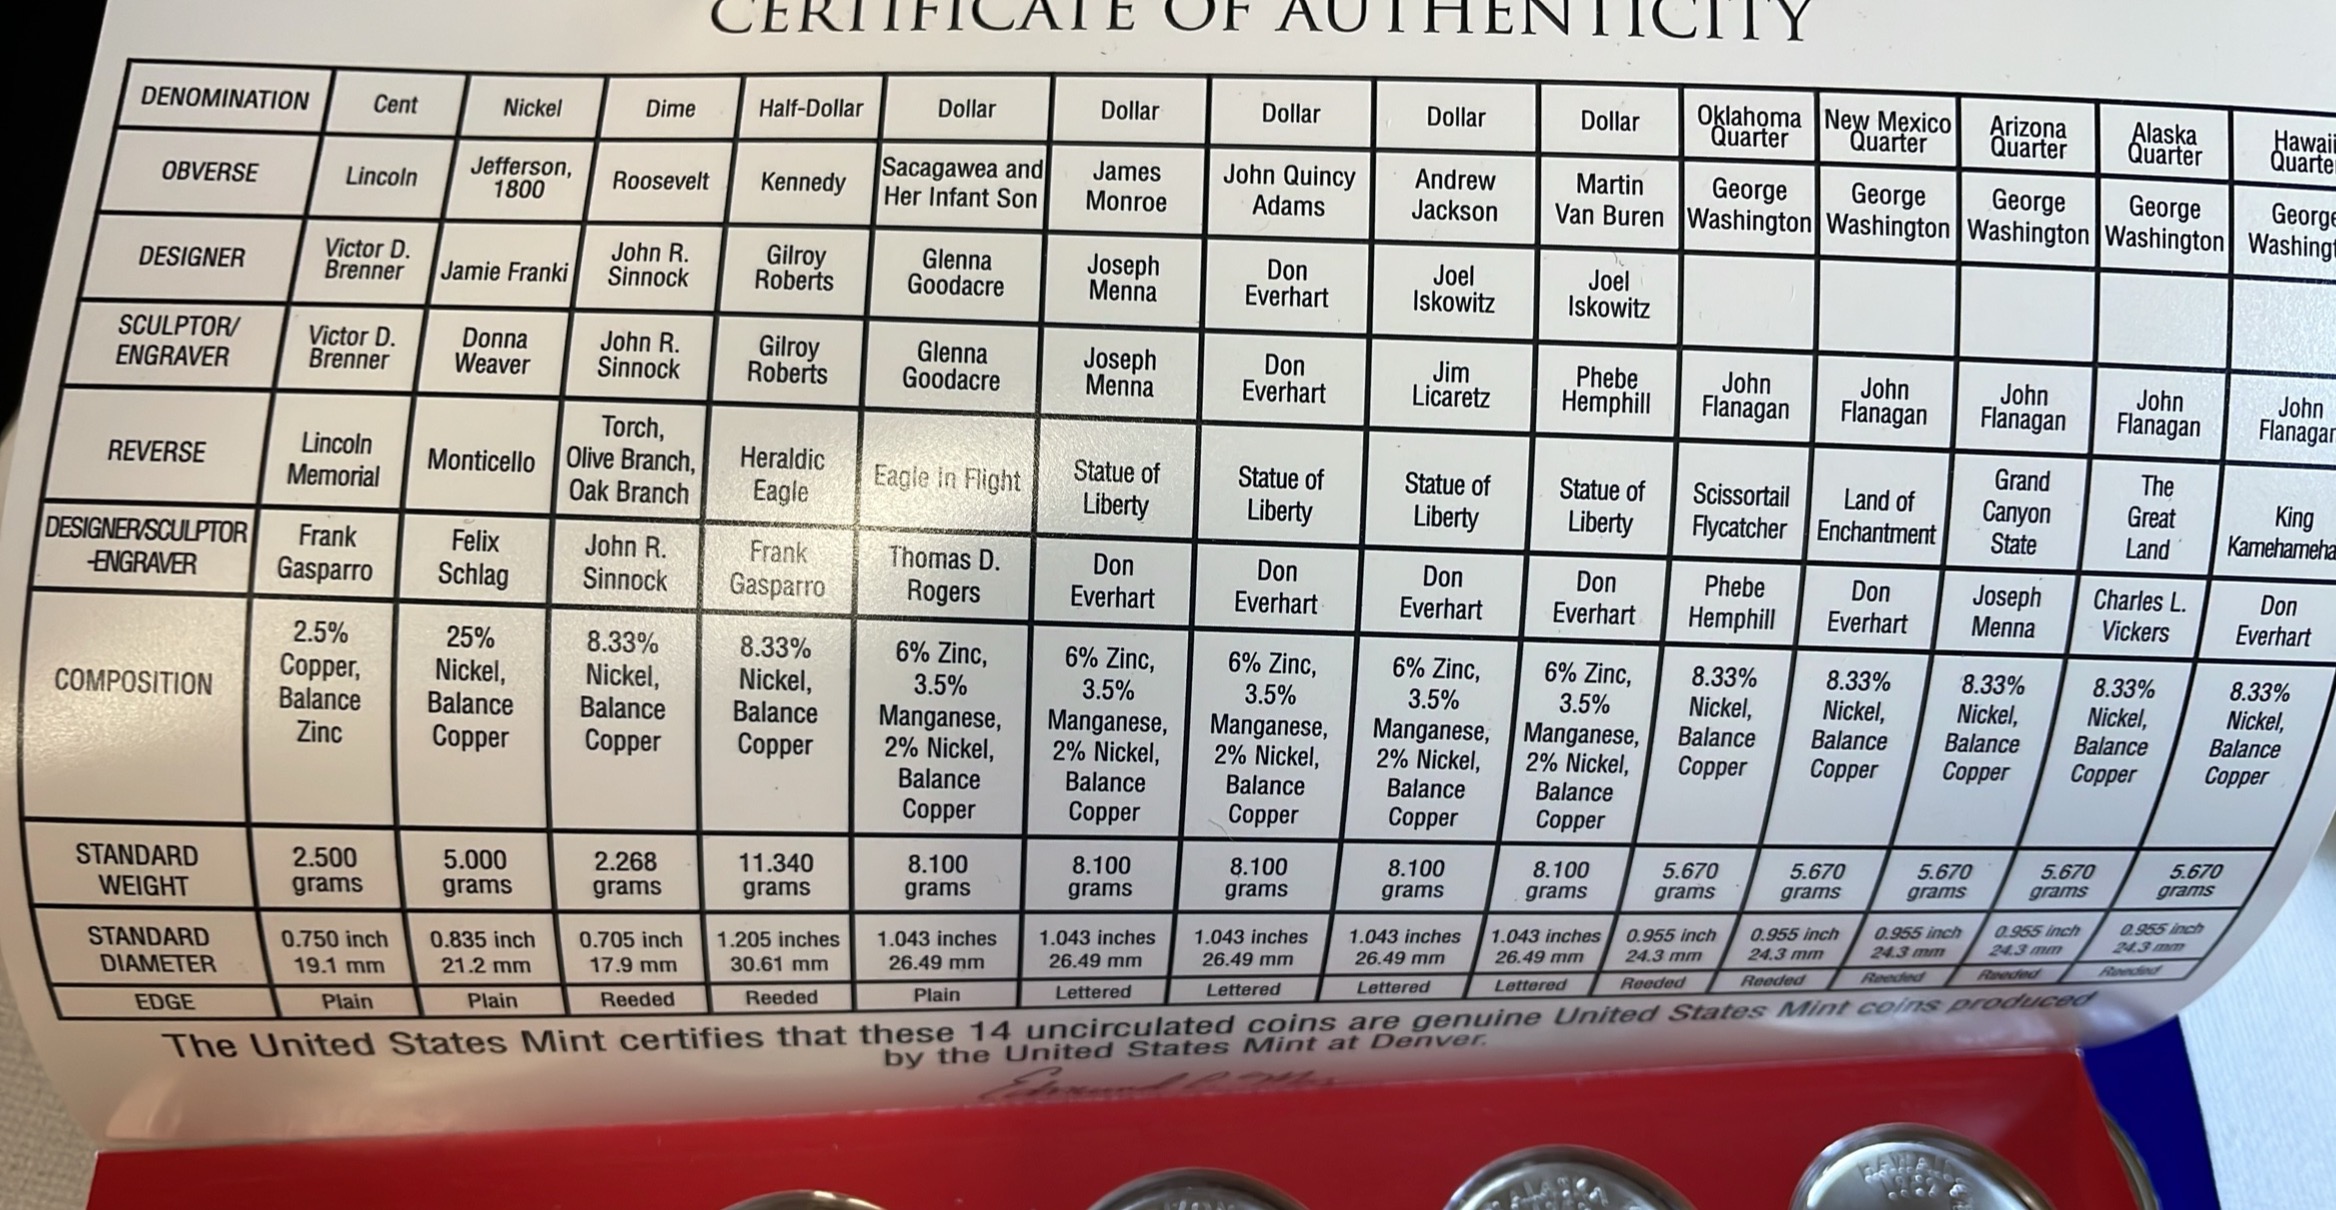 CERTIFICATE OF AUTHENTICITY
DENOMINATION Cent Nickel Dime Half-Dollar Dollar Dollar Dollar Dollar Dollar Oklahoma Quarter New Mexico Quarter Arizona Quarter Alaska Quarter Hawaii Quarte
OBVERSE Lincoln Jefferson, 1800 Roosevelt Kennedy Sacagawea and Her Infant Son James Monroe John Quincy Adams Andrew Jackson Martin Van Buren George Washington George Washington George Washington George Washington George Washingt
DESIGNER Victor D. Brenner Jamie Franki John R. Sinnock Gilroy Roberts Glenna Goodacre Joseph Menna Don Everhart Joel Iskowitz Joel Iskowitz
SCULPTOR/ ENGRAVER Victor D. Brenner Donna Weaver John R. Sinnock Gilroy Roberts Glenna Goodacre Joseph Menna Don Everhart Jim Licaretz Phebe Hemphill John Flanagan John Flanagan John Flanagan John Flanagan John Flanagan
REVERSE Lincoln Memorial Monticello Torch, Olive Branch, Oak Branch Heraldic Eagle Eagle in Flight Statue of Liberty Statue of Liberty Statue of Liberty Statue of Liberty Scissortail Flycatcher Land of Enchantment Grand Canyon State The Great Land King Kamehameha
DESIGNER/SCULPTOR -ENGRAVER Frank Gasparro Felix Schlag John R. Sinnock Frank Gasparro Thomas D. Rogers Don Everhart Don Everhart Don Everhart Don Everhart Phebe Hemphill Don Everhart Joseph Menna Charles L. Vickers Don Everhart
COMPOSITION 2.5% Copper, Balance Zinc 25% Nickel, Balance Copper 8.33% Nickel, Balance Copper 8.33% Nickel, Balance Copper 6% Zinc, 3.5% Manganese, 2% Nickel, Balance Copper 6% Zinc, 3.5% Manganese, 2% Nickel, Balance Copper 6% Zinc, 3.5% Manganese, 2% Nickel, Balance Copper 6% Zinc, 3.5% Manganese, 2% Nickel, Balance Copper 6% Zinc, 3.5% Manganese, 2% Nickel, Balance Copper 8.33% Nickel, Balance Copper 8.33% Nickel, Balance Copper 8.33% Nickel, Balance Copper 8.33% Nickel, Balance Copper 8.33% Nickel, Balance Copper
STANDARD WEIGHT 2.500 grams 5.000 grams 2.268 grams 11.340 grams 8.100 grams 8.100 grams 8.100 grams 8.100 grams 8.100 grams 5.670 grams 5.670 grams 5.670 grams 5.670 grams 5.670 grams
STANDARD DIAMETER 0.750 inch 19.1 mm 0.835 inch 21.2 mm 0.705 inch 17.9 mm 1.205 inches 30.61 mm 1.043 inches 26.49 mm 1.043 inches 26.49 mm 1.043 inches 26.49 mm 1.043 inches 26.49 mm 1.043 inches 26.49 mm 0.955 inch 24.3 mm 0.955 inch 24.3 mm 0.955 inch 24.3 mm 0.955 inch 24.3 mm 0.955 inch 24.3 mm
EDGE Plain Plain Reeded Reeded Plain Lettered Lettered Lettered Lettered Reeded Reeded Reeded Reeded Reeded
The United States Mint certifies that these 14 uncirculated coins are genuine United States Mint coins produced
by the United States Mint at Denver.
ALASKA
HAWAII